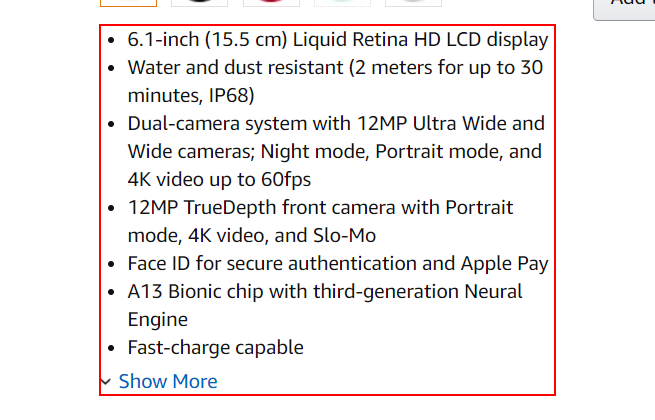 6.1-inch (15.5 cm) Liquid Retina HD LCD display
Water and dust resistant (2 meters for up to 30
minutes, IP68)
Dual-camera system with 12MP Ultra Wide and
Wide cameras; Night mode, Portrait mode, and
4K video up to 60fps
12MP TrueDepth front camera with Portrait
mode, 4K video, and Slo-Mo
Face ID for secure authentication and Apple Pay
A13 Bionic chip with third-generation Neural
Engine
Fast-charge capable
Show More